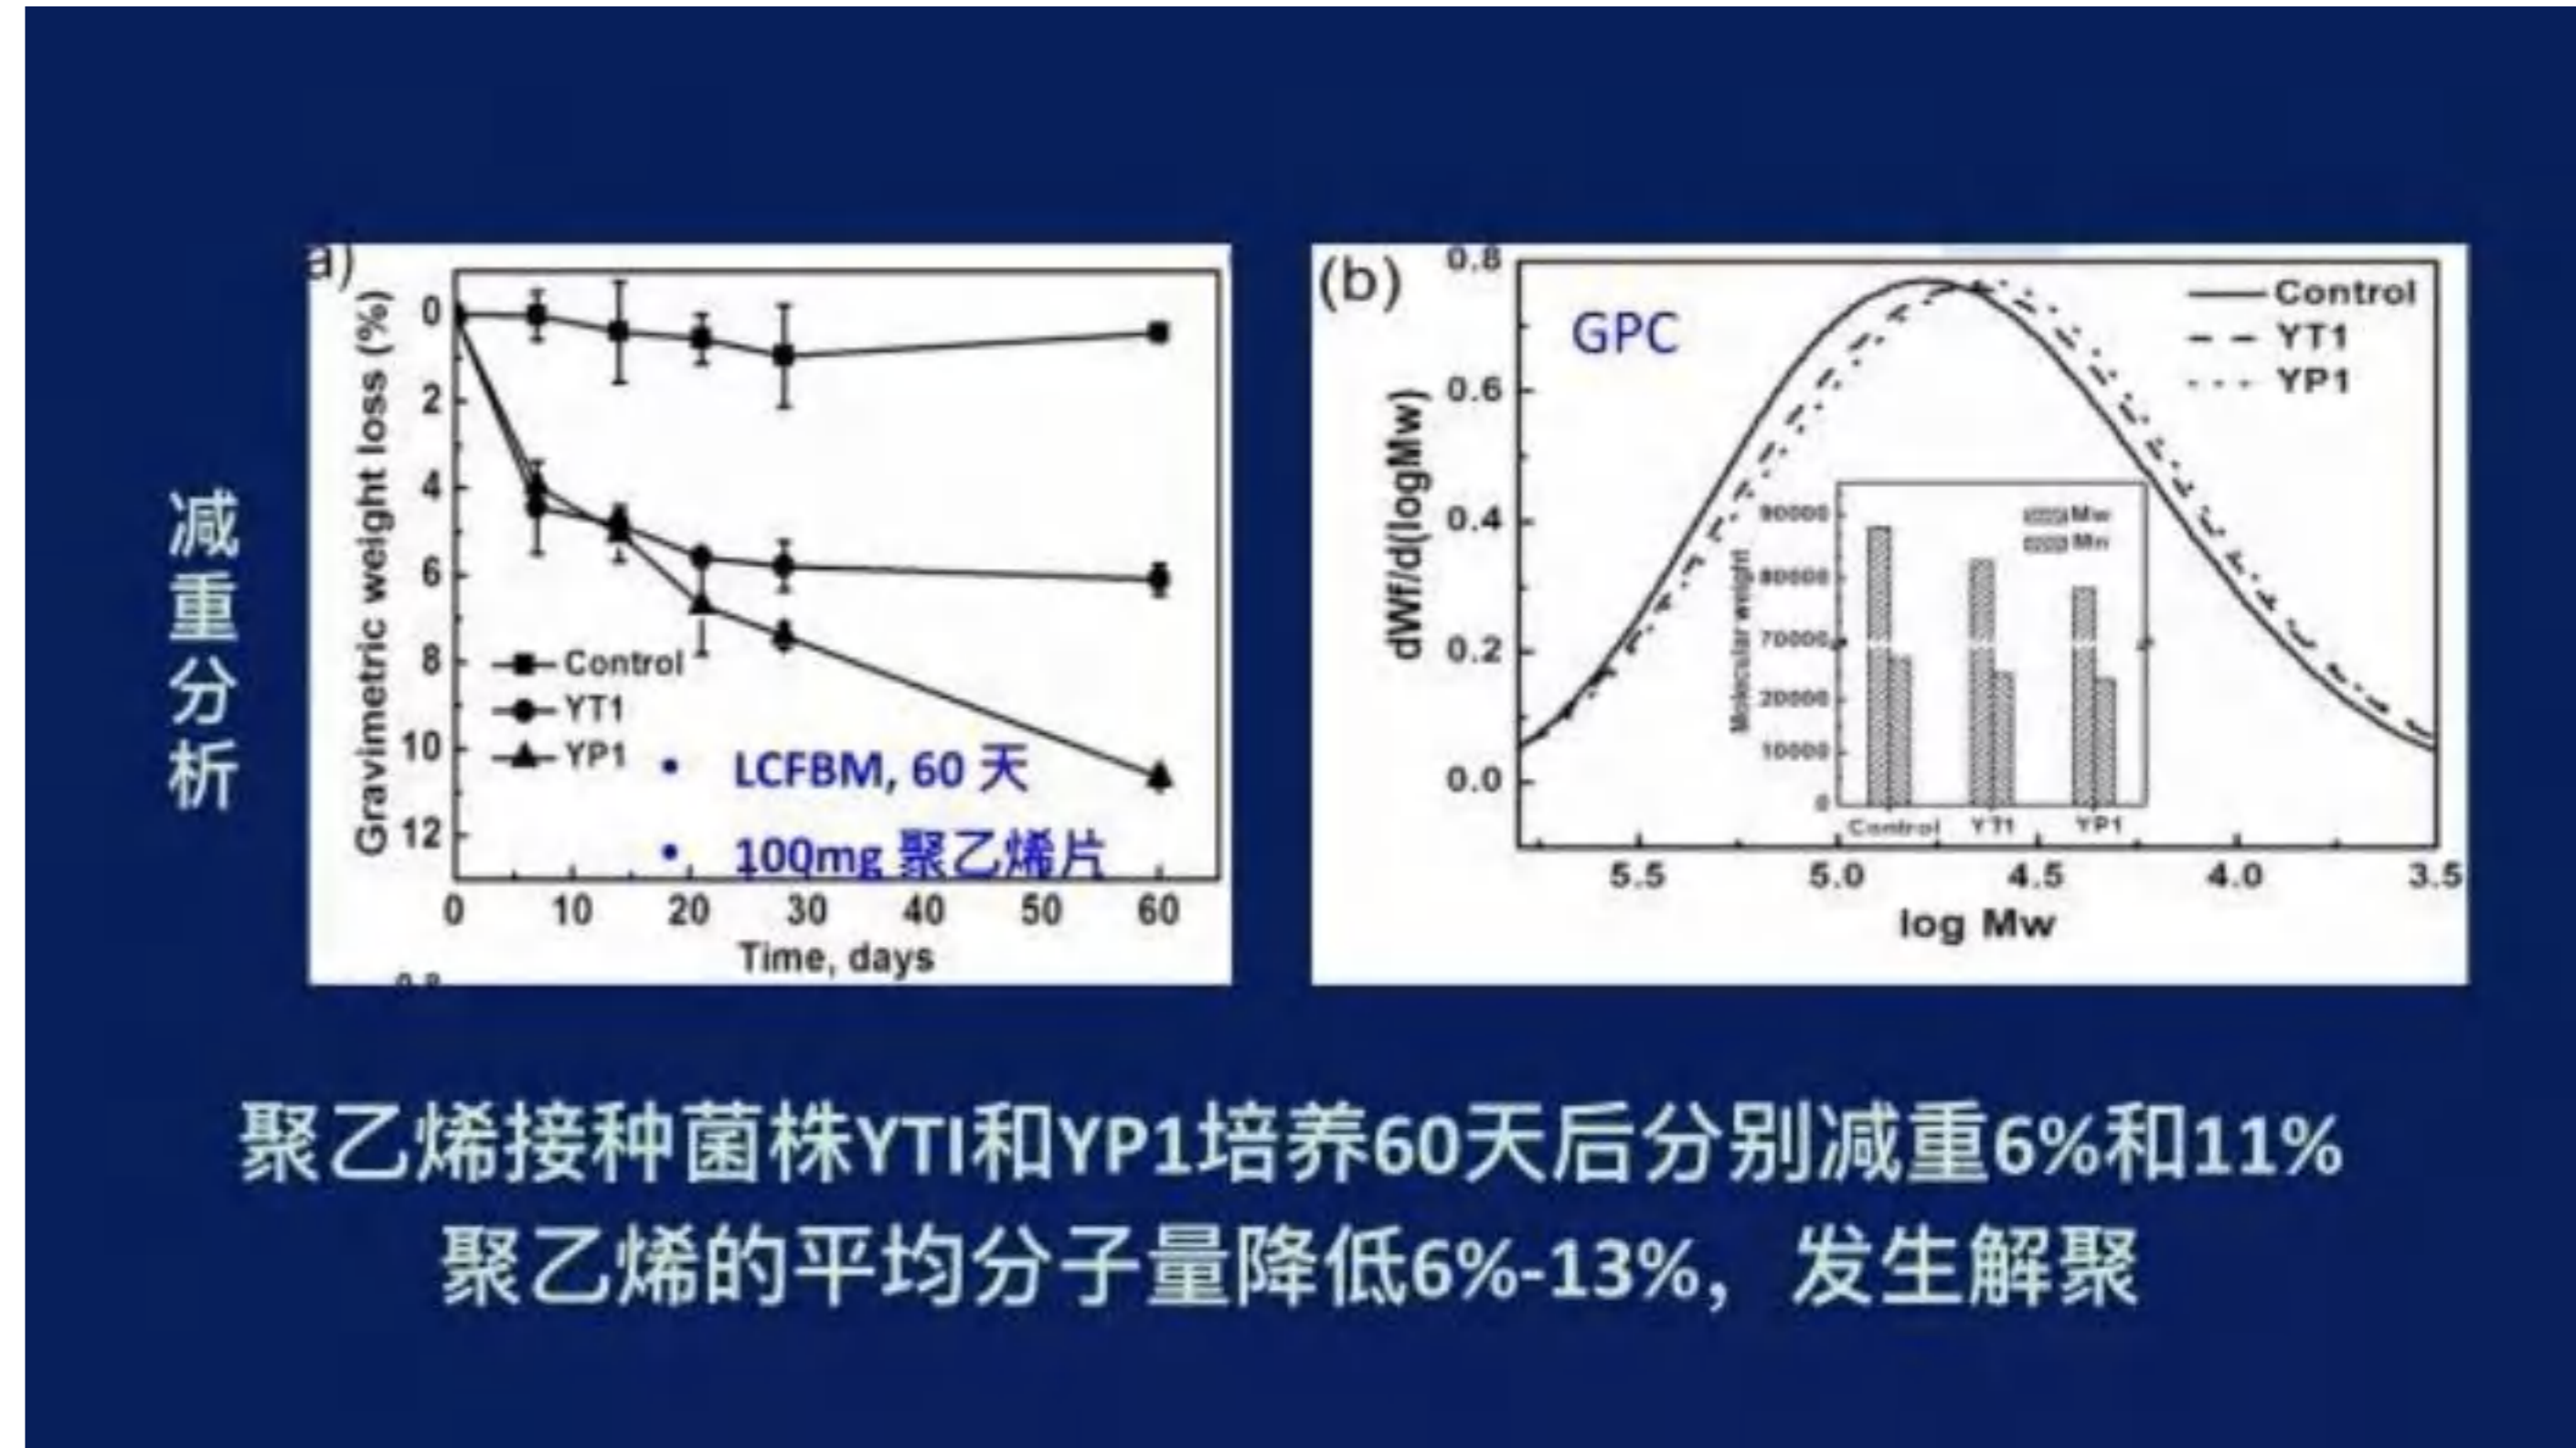 减重分析
a)
Gravimetric weight loss (%)
0
2
4
6
8
10
12
Control
YT1
YP1
• LCFBM, 60 天
• 100mg 聚乙烯片
0 10 20 30 40 50 60
Time, days
(b)
GPC
dWf/d(logMw)
0.8
0.6
0.4
0.2
0.0
Control
YT1
YP1
Molecular weight
90000
80000
70000
20000
10000
0
Mw
Mn
Control YT1 YP1
5.5 5.0 4.5 4.0 3.5
log Mw
聚乙烯接种菌株YTI和YP1培养60天后分别减重6%和11%
聚乙烯的平均分子量降低6%-13%，发生解聚